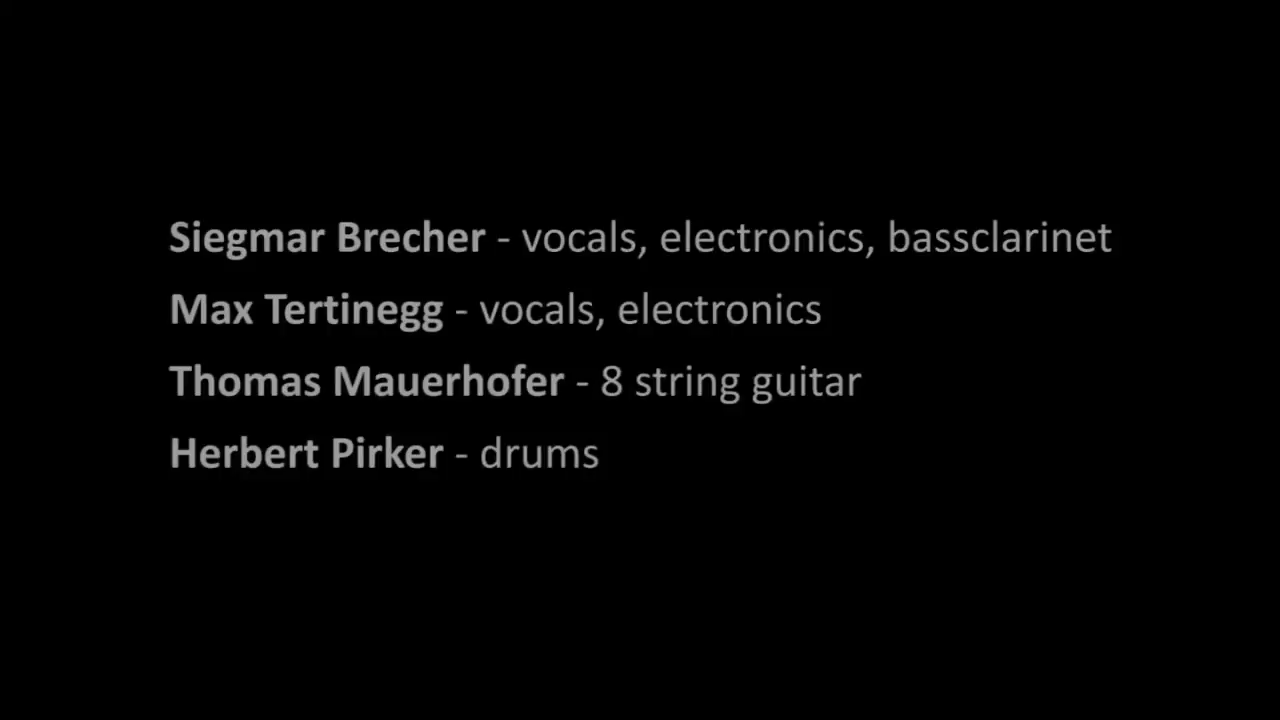 Siegmar Brecher - vocals, electronics, bassclarinet
Max Tertinegg - vocals, electronics
Thomas Mauerhofer - 8 string guitar
Herbert Pirker - drums